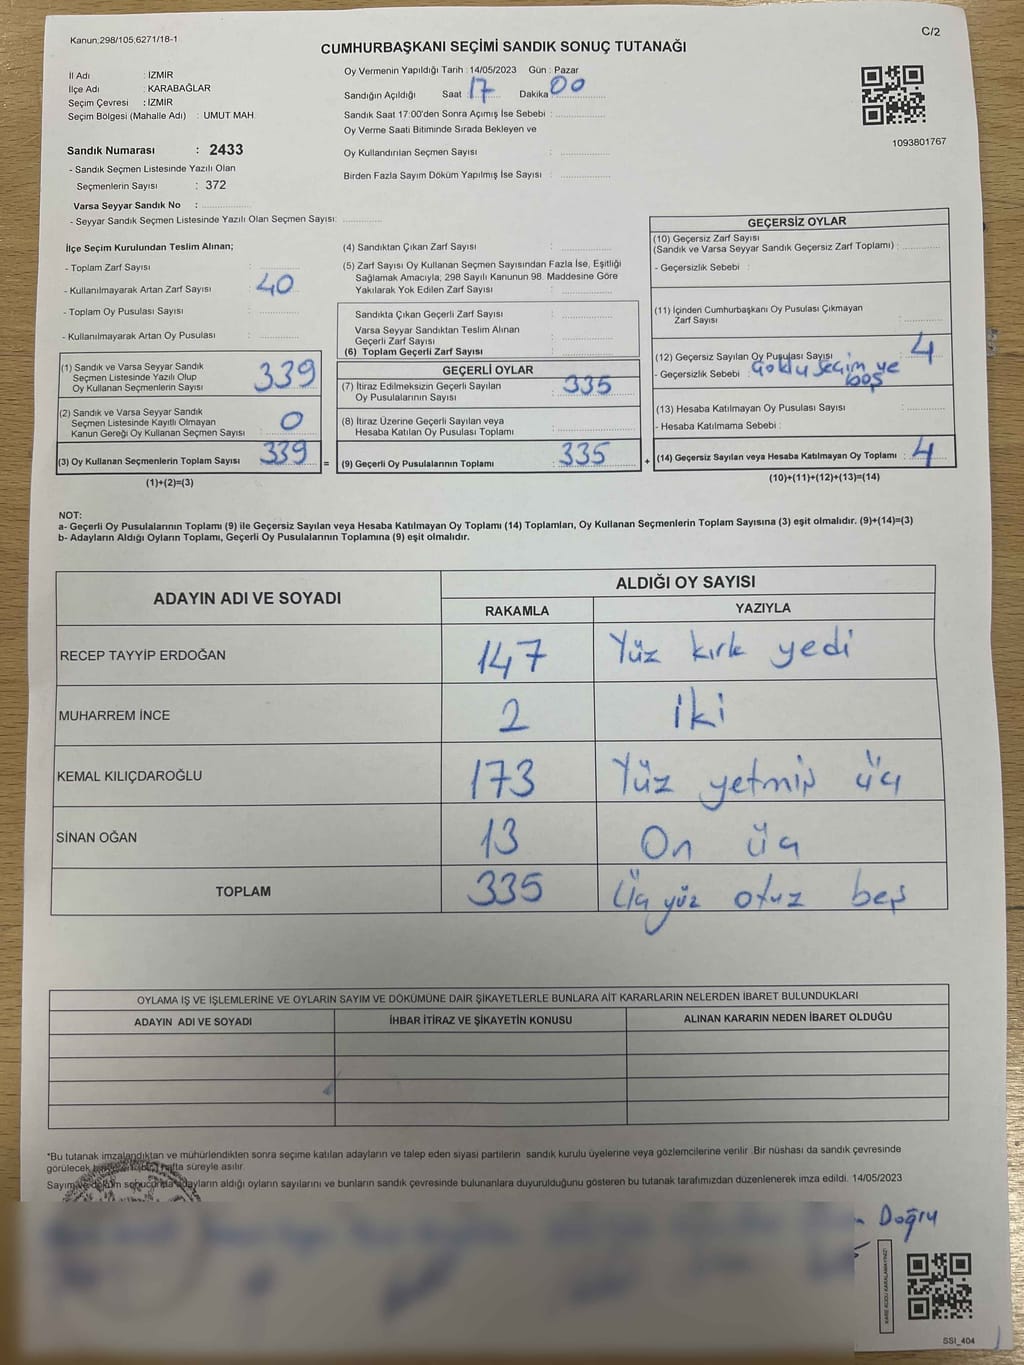 Kanun,298/105,6271/18-1
C/2
CUMHURBAŞKANI SEÇİMİ SANDIK SONUÇ TUTANAĞI
İl Adı : İZMİR
İlçe Adı : KARABAĞLAR
Seçim Çevresi : İZMİR
Seçim Bölgesi (Mahalle Adı) : UMUT MAH.
Sandık Numarası : 2433
- Sandık Seçmen Listesinde Yazılı Olan
Seçmenlerin Sayısı : 372
Varsa Seyyar Sandık No :
- Seyyar Sandık Seçmen Listesinde Yazılı Olan Seçmen Sayısı:
Oy Vermenin Yapıldığı Tarih : 14/05/2023 Gün : Pazar
Sandığın Açıldığı Saat : 17 Dakika 00
Sandık Saat 17:00'den Sonra Açımış İse Sebebi :
Oy Verme Saati Bitiminde Sırada Bekleyen ve
Oy Kullandırılan Seçmen Sayısı :
Birden Fazla Sayım Döküm Yapılmış İse Sayısı :
1093801767
İlçe Seçim Kurulundan Teslim Alınan;
- Toplam Zarf Sayısı :
- Kullanılmayarak Artan Zarf Sayısı : 40
- Toplam Oy Pusulası Sayısı :
- Kullanılmayarak Artan Oy Pusulası :
(1) Sandık ve Varsa Seyyar Sandık
Seçmen Listesinde Yazılı Olup
Oy Kullanan Seçmenlerin Sayısı : 339
(2) Sandık ve Varsa Seyyar Sandık
Seçmen Listesinde Kayıtlı Olmayan
Kanun Gereği Oy Kullanan Seçmen Sayısı : 0
(3) Oy Kullanan Seçmenlerin Toplam Sayısı : 339 =
(1)+(2)=(3)
(4) Sandıktan Çıkan Zarf Sayısı :
(5) Zarf Sayısı Oy Kullanan Seçmen Sayısından Fazla İse, Eşitliği
Sağlamak Amacıyla, 298 Sayılı Kanunun 98. Maddesine Göre
Yakılarak Yok Edilen Zarf Sayısı :
Sandıkta Çıkan Geçerli Zarf Sayısı :
Varsa Seyyar Sandıktan Teslim Alınan
Geçerli Zarf Sayısı :
(6) Toplam Geçerli Zarf Sayısı :
GEÇERLİ OYLAR
(7) İtiraz Edilmeksizin Geçerli Sayılan
Oy Pusulalarının Sayısı : 335
(8) İtiraz Üzerine Geçerli Sayılan veya
Hesaba Katılan Oy Pusulası Toplamı :
(9) Geçerli Oy Pusulalarının Toplamı : 335 +
GEÇERSİZ OYLAR
(10) Geçersiz Zarf Sayısı
(Sandık ve Varsa Seyyar Sandık Geçersiz Zarf Toplamı) :
- Geçersizlik Sebebi :
(11) İçinden Cumhurbaşkanı Oy Pusulası Çıkmayan
Zarf Sayısı :
(12) Geçersiz Sayılan Oy Pusulası Sayısı : 4
- Geçersizlik Sebebi : Çoklu seçim ve
boş
(13) Hesaba Katılmayan Oy Pusulası Sayısı :
- Hesaba Katılmama Sebebi :
(14) Geçersiz Sayılan veya Hesaba Katılmayan Oy Toplamı : 4
(10)+(11)+(12)+(13)=(14)
NOT:
a- Geçerli Oy Pusulalarının Toplamı (9) ile Geçersiz Sayılan veya Hesaba Katılmayan Oy Toplamı (14) Toplamları, Oy Kullanan Seçmenlerin Toplam Sayısına (3) eşit olmalıdır. (9)+(14)=(3)
b- Adayların Aldığı Oyların Toplamı, Geçerli Oy Pusulalarının Toplamına (9) eşit olmalıdır.
ADAYIN ADI VE SOYADI
ALDIĞI OY SAYISI
RAKAMLA YAZIYLA
RECEP TAYYİP ERDOĞAN 147 Yüz kırk yedi
MUHARREM İNCE 2 iki
KEMAL KILIÇDAROĞLU 173 Yüz yetmiş üç
SİNAN OĞAN 13 On üç
TOPLAM 335 Üç yüz otuz beş
OYLAMA İŞ VE İŞLEMLERİNE VE OYLARIN SAYIM VE DÖKÜMÜNE DAİR ŞİKAYETLERLE BUNLARA AİT KARARLARIN NELERDEN İBARET BULUNDUKLARI
ADAYIN ADI VE SOYADI İHBAR İTİRAZ VE ŞİKAYETİN KONUSU ALINAN KARARIN NEDEN İBARET OLDUĞU
*Bu tutanak imzalandıktan ve mühürlendikten sonra seçime katılan adayların ve talep eden siyasi partilerin sandık kurulu üyelerine veya gözlemcilerine verilir .Bir nüshası da sandık çevresinde
görülecek hafta süreyle asılır.
Sayım ve döküm sonucunda adayların aldığı oyların sayılarını ve bunların sandık çevresinde bulunanlara duyurulduğunu gösteren bu tutanak tarafımızdan düzenlenerek imza edildi. 14/05/2023
Doğru
KARE KODU KARALAMAYINIZ!
SSI_404